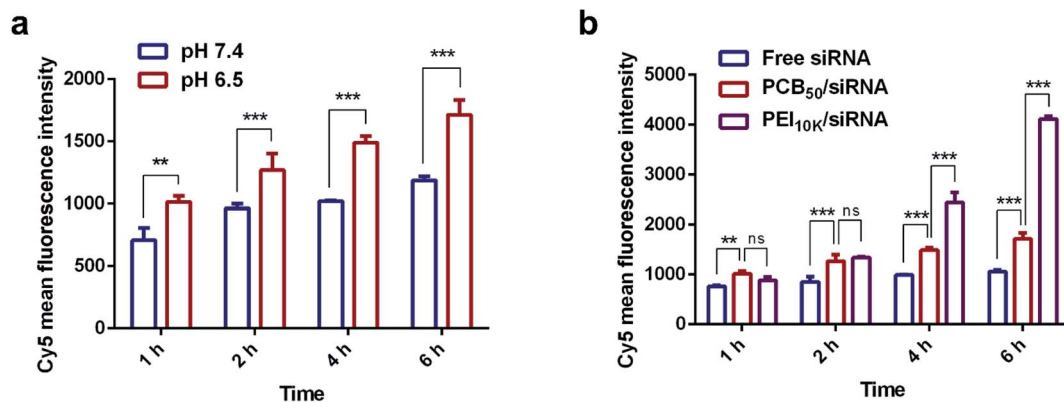 a
pH 7.4
pH 6.5
Cy5 mean fluorescence intensity
2000
1500
1000
500
0
**
***
***
***
1 h
2 h
4 h
6 h
Time
b
Free siRNA
PCB50/siRNA
PEI10K/siRNA
Cy5 mean fluorescence intensity
5000
4000
3000
2000
1000
0
**
ns
***
ns
***
***
***
***
1 h
2 h
4 h
6 h
Time